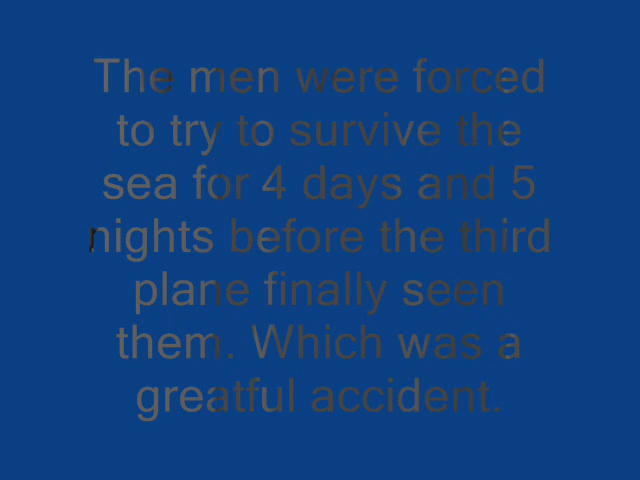 The men were forced
to try to survive the
sea for 4 days and 5
nights before the third
plane finally seen
them. Which was a
greatful accident.